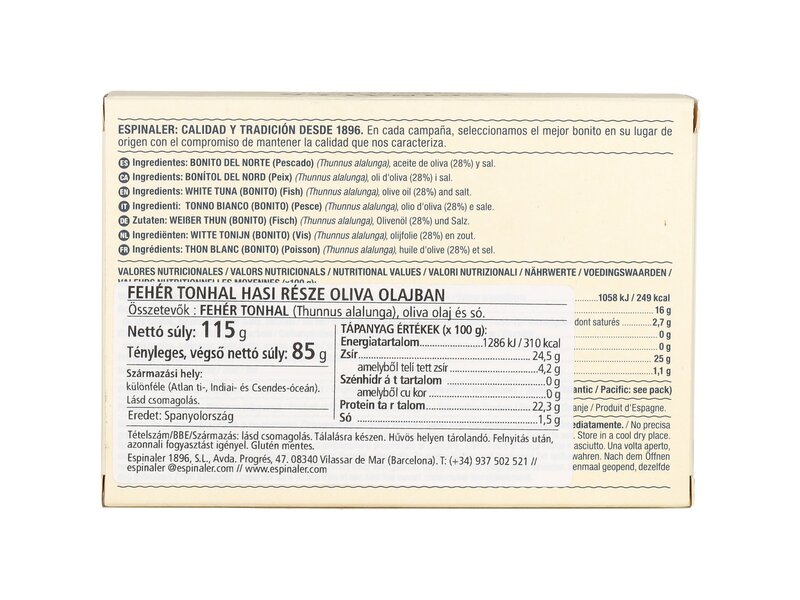 ESPINALER: CALIDAD Y TRADICIÓN DESDE 1896. En cada campaña, seleccionamos el mejor bonito en su lugar de
origen con el compromiso de mantener la calidad que nos caracteriza.
ES Ingredientes: BONITO DEL NORTE (Pescado) (Thunnus alalunga), aceite de oliva (28%) y sal.
CA Ingredients: BONÍTOL DEL NORD (Peix) (Thunnus alalunga), oli d'oliva (28%) i sal.
EN Ingredients: WHITE TUNA (BONITO) (Fish) (Thunnus alalunga), olive oil (28%) and salt.
IT Ingredienti: TONNO BIANCO (BONITO) (Pesce) (Thunnus alalunga), olio d'oliva (28%) e sale.
DE Zutaten: WEIẞER THUN (BONITO) (Fisch) (Thunnus alalunga), Olivenöl (28%) und Salz.
NL Ingrediënten: WITTE TONIJN (BONITO) (Vis) (Thunnus alalunga), olijfolie (28%) en zout.
FR Ingrédients: THON BLANC (BONITO) (Poisson) (Thunnus alalunga), huile d'olive (28%) et sel.
VALORES NUTRICIONALES / VALORS NUTRICIONALS / NUTRITIONAL VALUES / VALORI NUTRIZIONALI / NÄHRWERTE / VOEDINGSWAARDEN /
1058 kJ / 249 kcal
16 g
dont saturés 2,7 g
0 g
0 g
25 g
1,1 g
antic / Pacific: see pack)
anje / Produit d'Espagne.
ediatamente. / No precisa
Store in a cool dry place.
asciutto. Una volta aperto,
wahren. Nach dem Öffnen
enmaal geopend, dezelfde
FEHÉR TONHAL HASI RÉSZE OLIVA OLAJBAN
Összetevők : FEHÉR TONHAL (Thunnus alalunga), oliva olaj és só.
Nettó súly: 115 g
Tényleges, végső nettó súly: 85 g
Származási hely:
különféle (Atlan ti-, Indiai- és Csendes-óceán).
Lásd csomagolás.
Eredet: Spanyolország
TÁPANYAG ÉRTÉKEK (x 100 g):
Energiatartalom 1286 kJ / 310 kcal
Zsír 24,5 g
amelyből telí tett zsír 4,2 g
Szénhidr á t tartalom 0 g
amelyből cu kor 0 g
Protein ta r talom 22,3 g
Só 1,5 g
Tételszám/BBE/Származás: lásd csomagolás. Tálalásra készen. Hűvös helyen tárolandó. Felnyitás után,
azonnali fogyasztást igényel. Glutén mentes.
Espinaler 1896, S.L., Avda. Progrés, 47. 08340 Vilassar de Mar (Barcelona). T: (+34) 937 502 521 //
espinaler @espinaler.com // www.espinaler.com